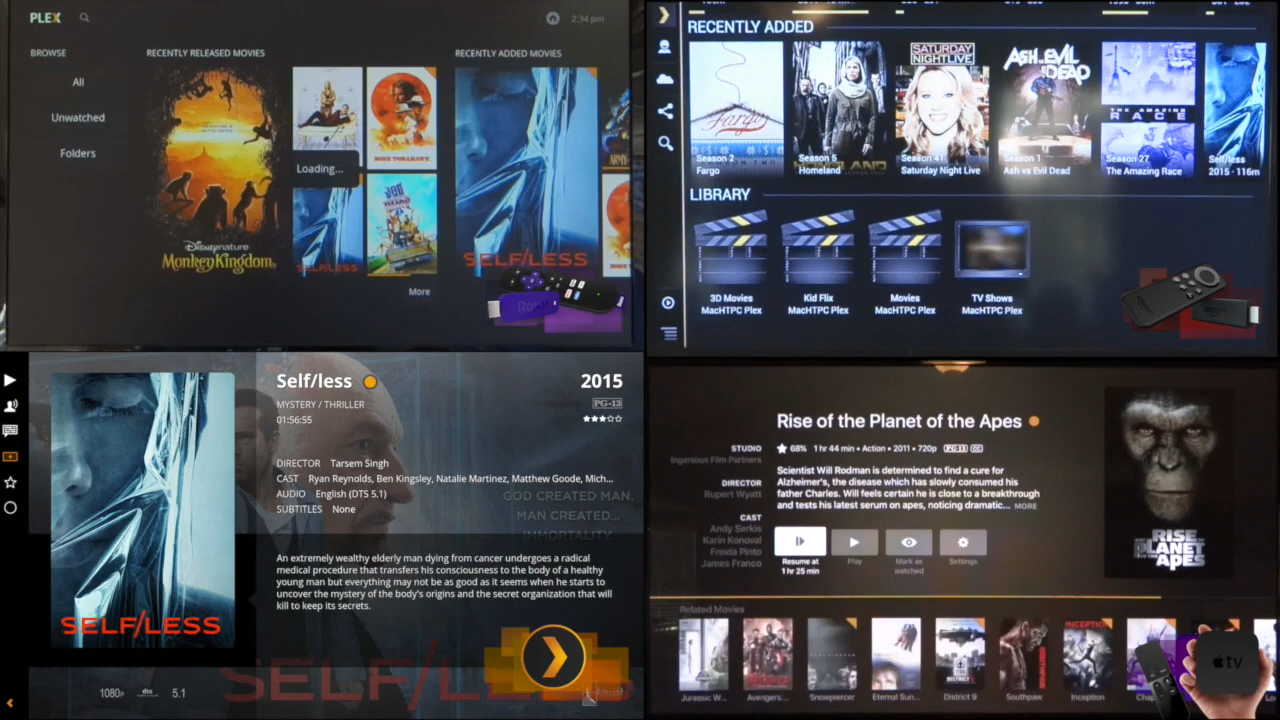 PLEX
2:34 pm
BROWSE
All
Unwatched
Folders
RECENTLY RELEASED MOVIES
Disneynature
Monkey Kingdom
Loading...
SELF/LESS
RECENTLY ADDED MOVIES
SELF/LESS
More
RECENTLY ADDED
Fargo
Season 2
Fargo
Season 5
Homeland
SATURDAY
NIGHT LIVE
Season 41
Saturday Night Live
ASH vs EVIL
DEAD
Season 1
Ash vs Evil Dead
THE AMAZING
RACE
Season 27
The Amazing Race
Self/less
2015 · 116m
LIBRARY
3D Movies
MacHTPC Plex
Kid Flix
MacHTPC Plex
Movies
MacHTPC Plex
TV Shows
MacHTPC Plex
SELF/LESS
Self/less
2015
MYSTERY / THRILLER
PG-13
01:56:55
DIRECTOR Tarsem Singh
CAST Ryan Reynolds, Ben Kingsley, Natalie Martinez, Matthew Goode, Mich...
AUDIO English (DTS 5.1)
SUBTITLES None
GOD CREATED MAN.
MAN CREATED...
IMMORTALITY.
An extremely wealthy elderly man dying from cancer undergoes a radical
medical procedure that transfers his consciousness to the body of a healthy
young man but everything may not be as good as it seems when he starts to
uncover the mystery of the body's origins and the secret organization that will
kill to keep its secrets.
SELF/LESS
1080p
dts
5.1
Rise of the Planet of the Apes
STUDIO
Ingenious Film Partners
DIRECTOR
Rupert Wyatt
CAST
Andy Serkis
Karin Konoval
Freida Pinto
James Franco
68% 1 hr 44 min • Action • 2011 • 720p PG-13 CC
Scientist Will Rodman is determined to find a cure for
Alzheimer's, the disease which has slowly consumed his
father Charles. Will feels certain he is close to a breakthrough
and tests his latest serum on apes, noticing dramatic... MORE
Resume at
1 hr 25 min
Play
Mark as
watched
Settings
RISE OF THE
PLANET
OF THE
APES
Related Movies
INCEPTION
DISTRICT
Jurassic W...
Avengers...
Snowpiercer
Eternal Sun...
District 9
Southpaw
Inception
Chap
tv